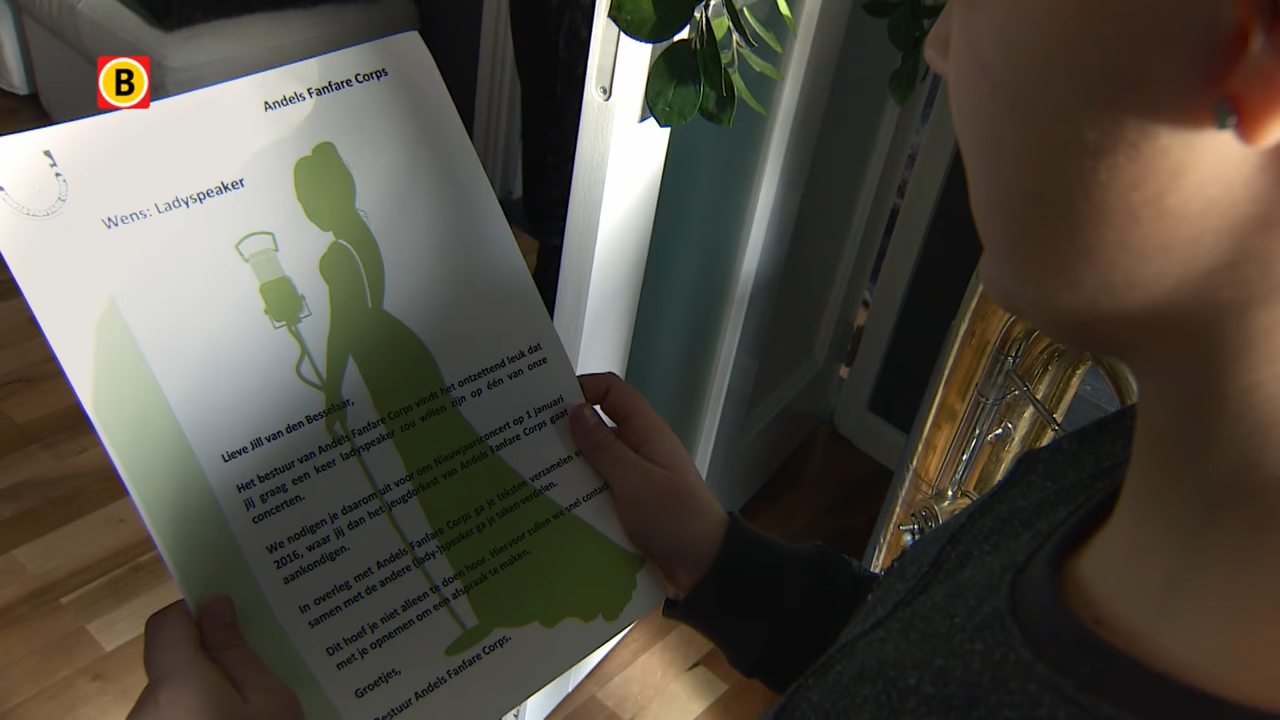 B
Andels Fanfare Corps
Wens: Ladyspeaker
Lieve Jill van den Besselaar,
Het bestuur van Andels Fanfare Corps vindt het ontzettend leuk dat
jij graag een keer ladyspeaker zou willen zijn op één van onze
concerten.
We nodigen je daarom uit voor ons Nieuwjaarsconcert op 1 januari
2016, waar jij dan het jeugdorkest van Andels Fanfare Corps gaat
aankondigen.
In overleg met Andels Fanfare Corps ga je teksten verzamelen
samen met de andere (lady-)speaker ga je taken verdelen.
Dit hoef je niet alleen te doen hoor. Hiervoor zullen we snel contact
met je opnemen om een afspraak te maken.
Groetjes,
Bestuur Andels Fanfare Corps.